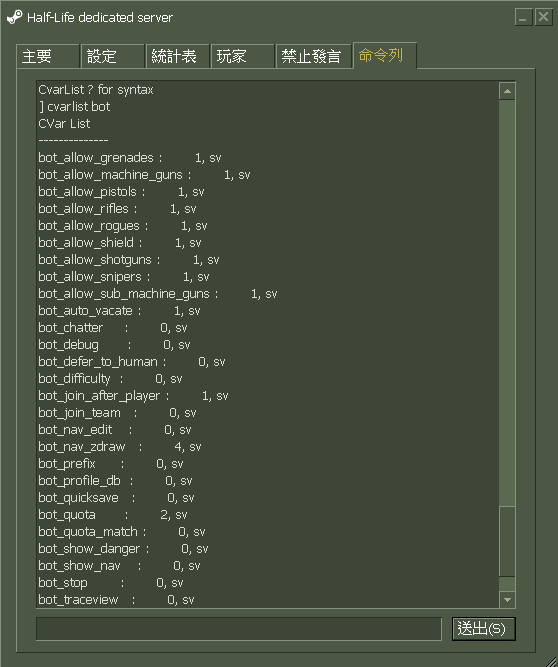 Half-Life dedicated server
主要 設定 統計表 玩家 禁止發言 命令列
CvarList ? for syntax
] cvarlist bot
CVar List
--------------
bot_allow_grenades : 1, sv
bot_allow_machine_guns : 1, sv
bot_allow_pistols : 1, sv
bot_allow_rifles : 1, sv
bot_allow_rogues : 1, sv
bot_allow_shield : 1, sv
bot_allow_shotguns : 1, sv
bot_allow_snipers : 1, sv
bot_allow_sub_machine_guns : 1, sv
bot_auto_vacate : 1, sv
bot_chatter : 0, sv
bot_debug : 0, sv
bot_defer_to_human : 0, sv
bot_difficulty : 0, sv
bot_join_after_player : 1, sv
bot_join_team : 0, sv
bot_nav_edit : 0, sv
bot_nav_zdraw : 4, sv
bot_prefix : 0, sv
bot_profile_db : 0, sv
bot_quicksave : 0, sv
bot_quota : 2, sv
bot_quota_match : 0, sv
bot_show_danger : 0, sv
bot_show_nav : 0, sv
bot_stop : 0, sv
bot_traceview : 0, sv
送出(S)